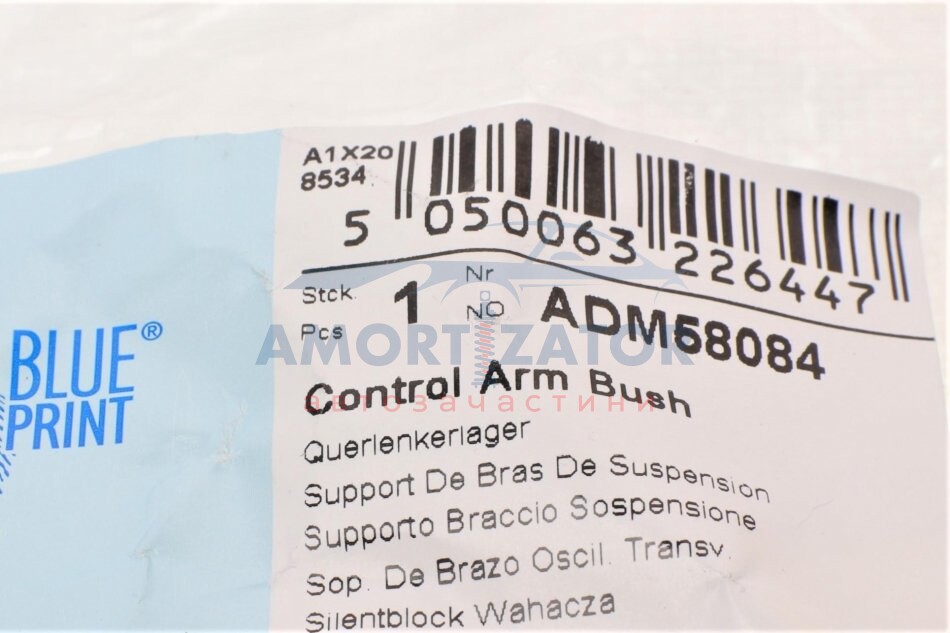 A1X20
8534
5 050063 226447
Stck.
Pcs
1
Nr
NO
ADM58084
AMORTIZATOR
автозачастини
BLUE®
PRINT
Control Arm Bush
Querlenkerlager
Support De Bras De Suspension
Supporto Braccio Sospensione
Sop. De Brazo Oscil. Transv.
Silentblock Wahacza